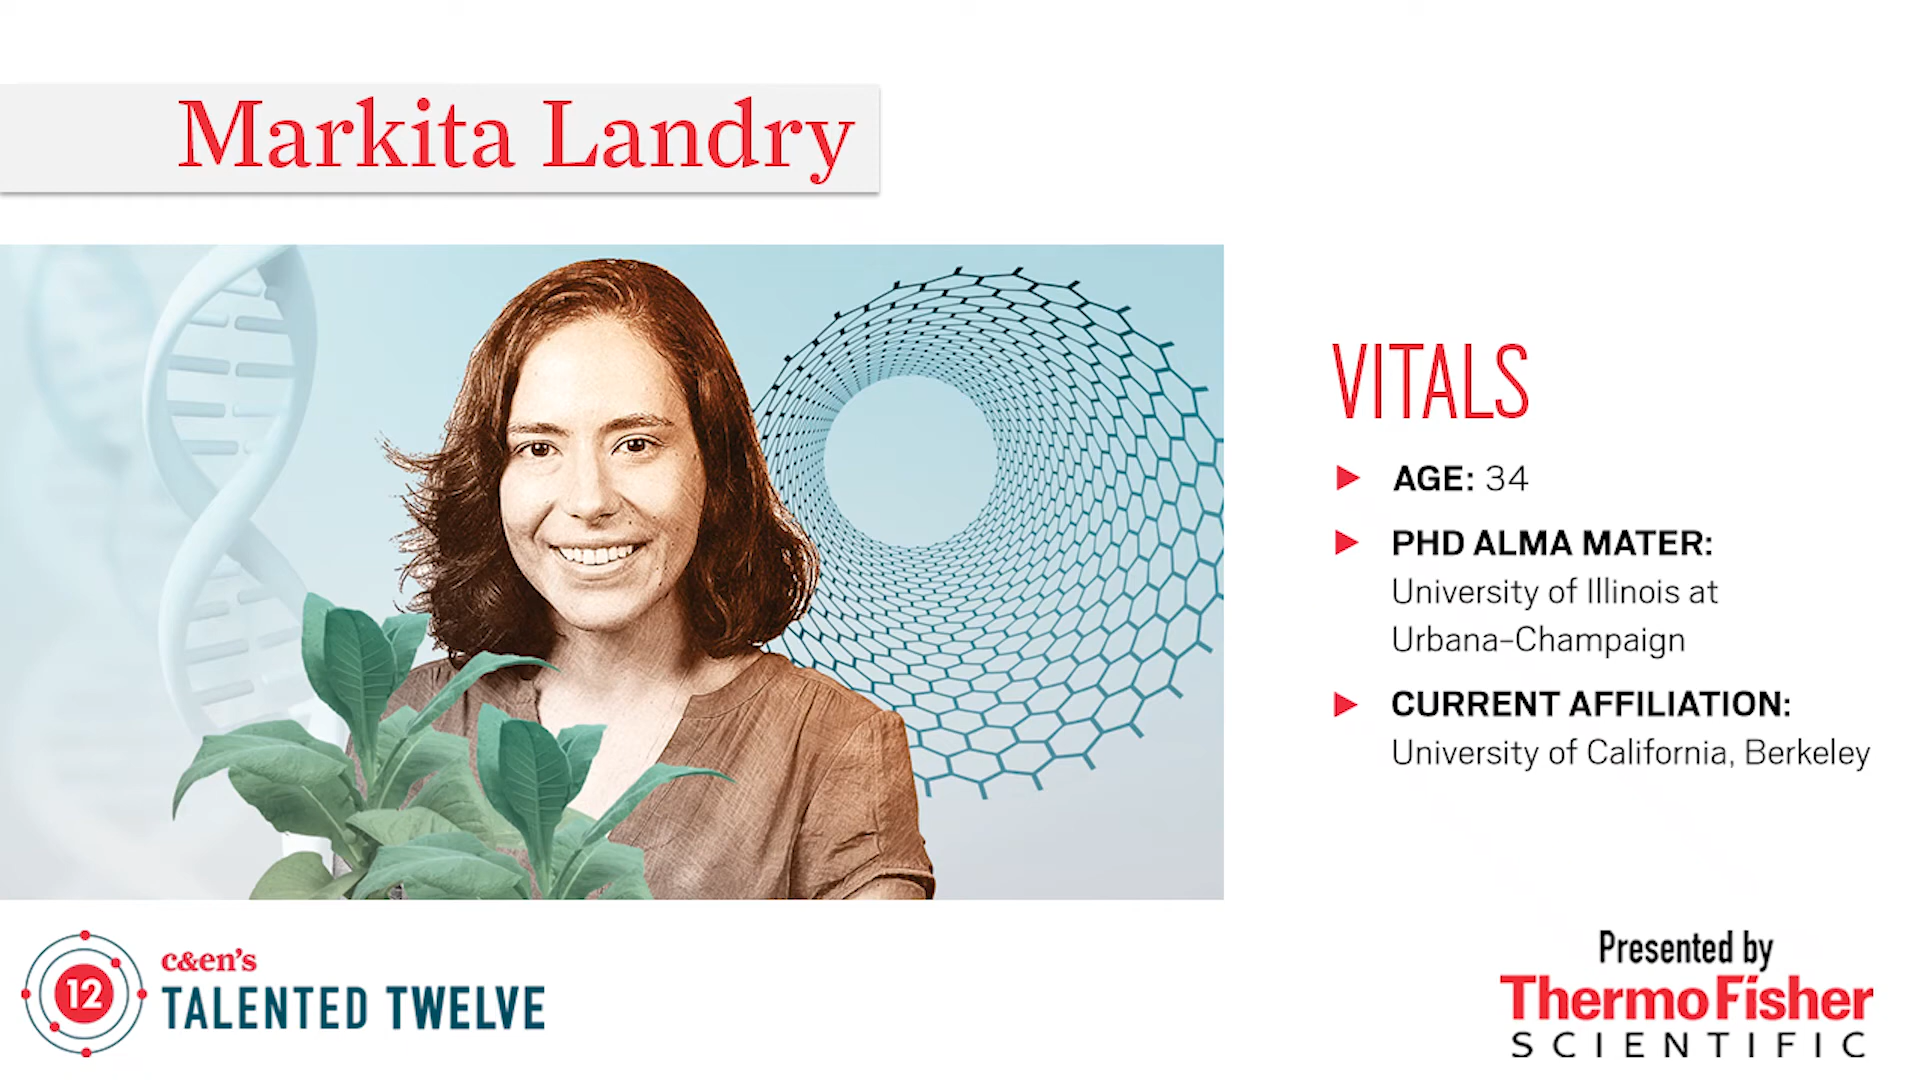 Markita Landry
VITALS
AGE: 34
PHD ALMA MATER:
University of Illinois at
Urbana-Champaign
CURRENT AFFILIATION:
University of California, Berkeley
12
c&en's
TALENTED TWELVE
Presented by
ThermoFisher
SCIENTIFIC